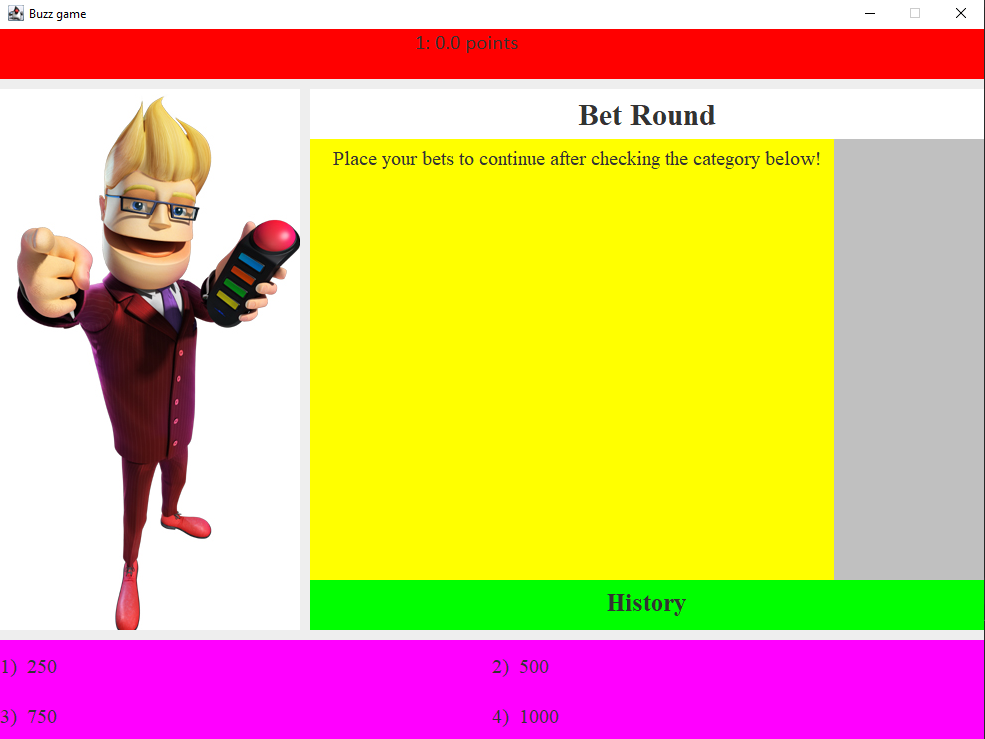 Buzz game
1: 0.0 points
Bet Round
Place your bets to continue after checking the category below!
History
1) 250
2) 500
3) 750
4) 1000